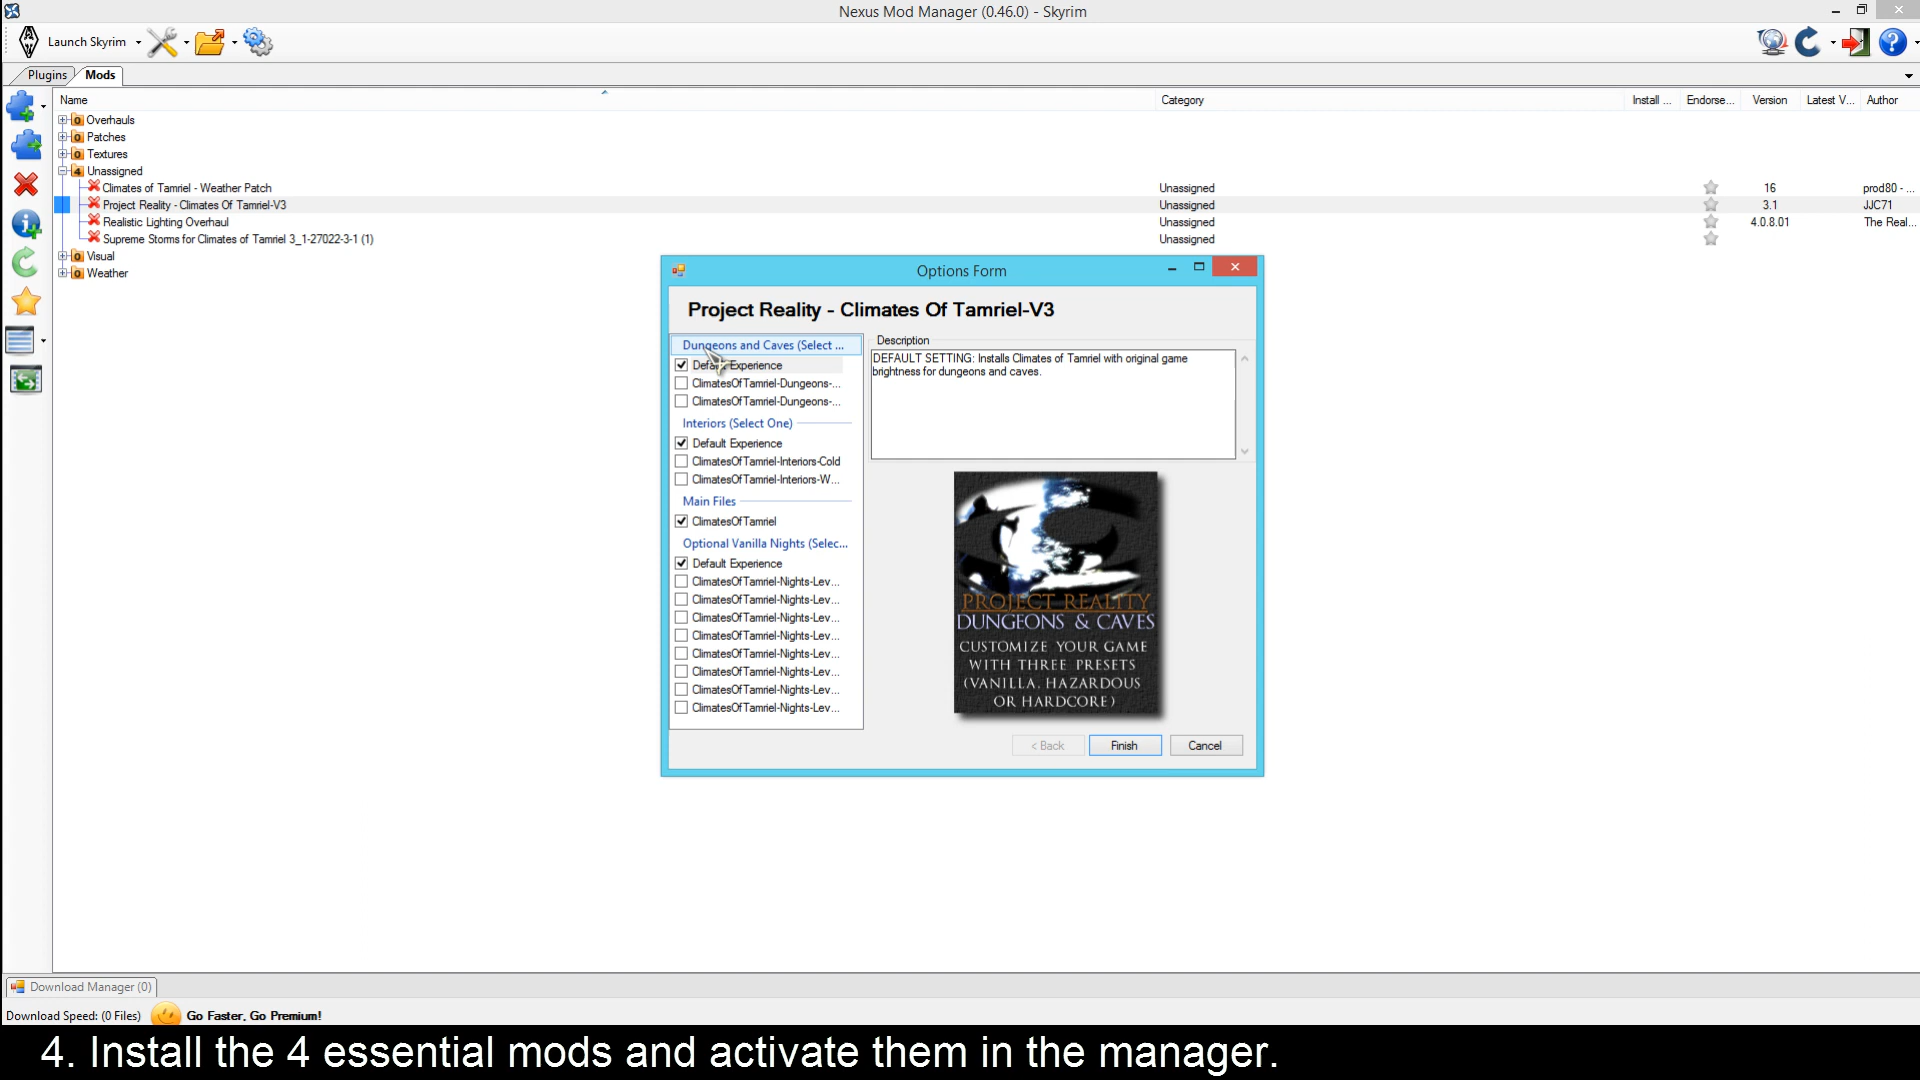 Nexus Mod Manager (0.46.0) - Skyrim
Launch Skyrim
Plugins Mods
Name Category Install ... Endorse... Version Latest V... Author
0 Overhauls
0 Patches
0 Textures
4 Unassigned
Climates of Tamriel - Weather Patch Unassigned 16 prod80 - ...
Project Reality - Climates Of Tamriel-V3 Unassigned 3.1 JJC71
Realistic Lighting Overhaul Unassigned 4.0.8.01 The Real...
Supreme Storms for Climates of Tamriel 3_1-27022-3-1 (1) Unassigned
0 Visual
0 Weather
Options Form
Project Reality - Climates Of Tamriel-V3
Dungeons and Caves (Select ...
Default Experience
ClimatesOfTamriel-Dungeons-...
ClimatesOfTamriel-Dungeons-...
Interiors (Select One)
Default Experience
ClimatesOfTamriel-Interiors-Cold
ClimatesOfTamriel-Interiors-W...
Main Files
ClimatesOfTamriel
Optional Vanilla Nights (Selec...
Default Experience
ClimatesOfTamriel-Nights-Lev...
ClimatesOfTamriel-Nights-Lev...
ClimatesOfTamriel-Nights-Lev...
ClimatesOfTamriel-Nights-Lev...
ClimatesOfTamriel-Nights-Lev...
ClimatesOfTamriel-Nights-Lev...
ClimatesOfTamriel-Nights-Lev...
ClimatesOfTamriel-Nights-Lev...
Description
DEFAULT SETTING: Installs Climates of Tamriel with original game
brightness for dungeons and caves.
PROJECT REALITY
DUNGEONS & CAVES
CUSTOMIZE YOUR GAME
WITH THREE PRESETS
(VANILLA, HAZARDOUS
OR HARDCORE)
< Back Finish Cancel
Download Manager (0)
Download Speed: (0 Files) Go Faster, Go Premium!
4. Install the 4 essential mods and activate them in the manager.